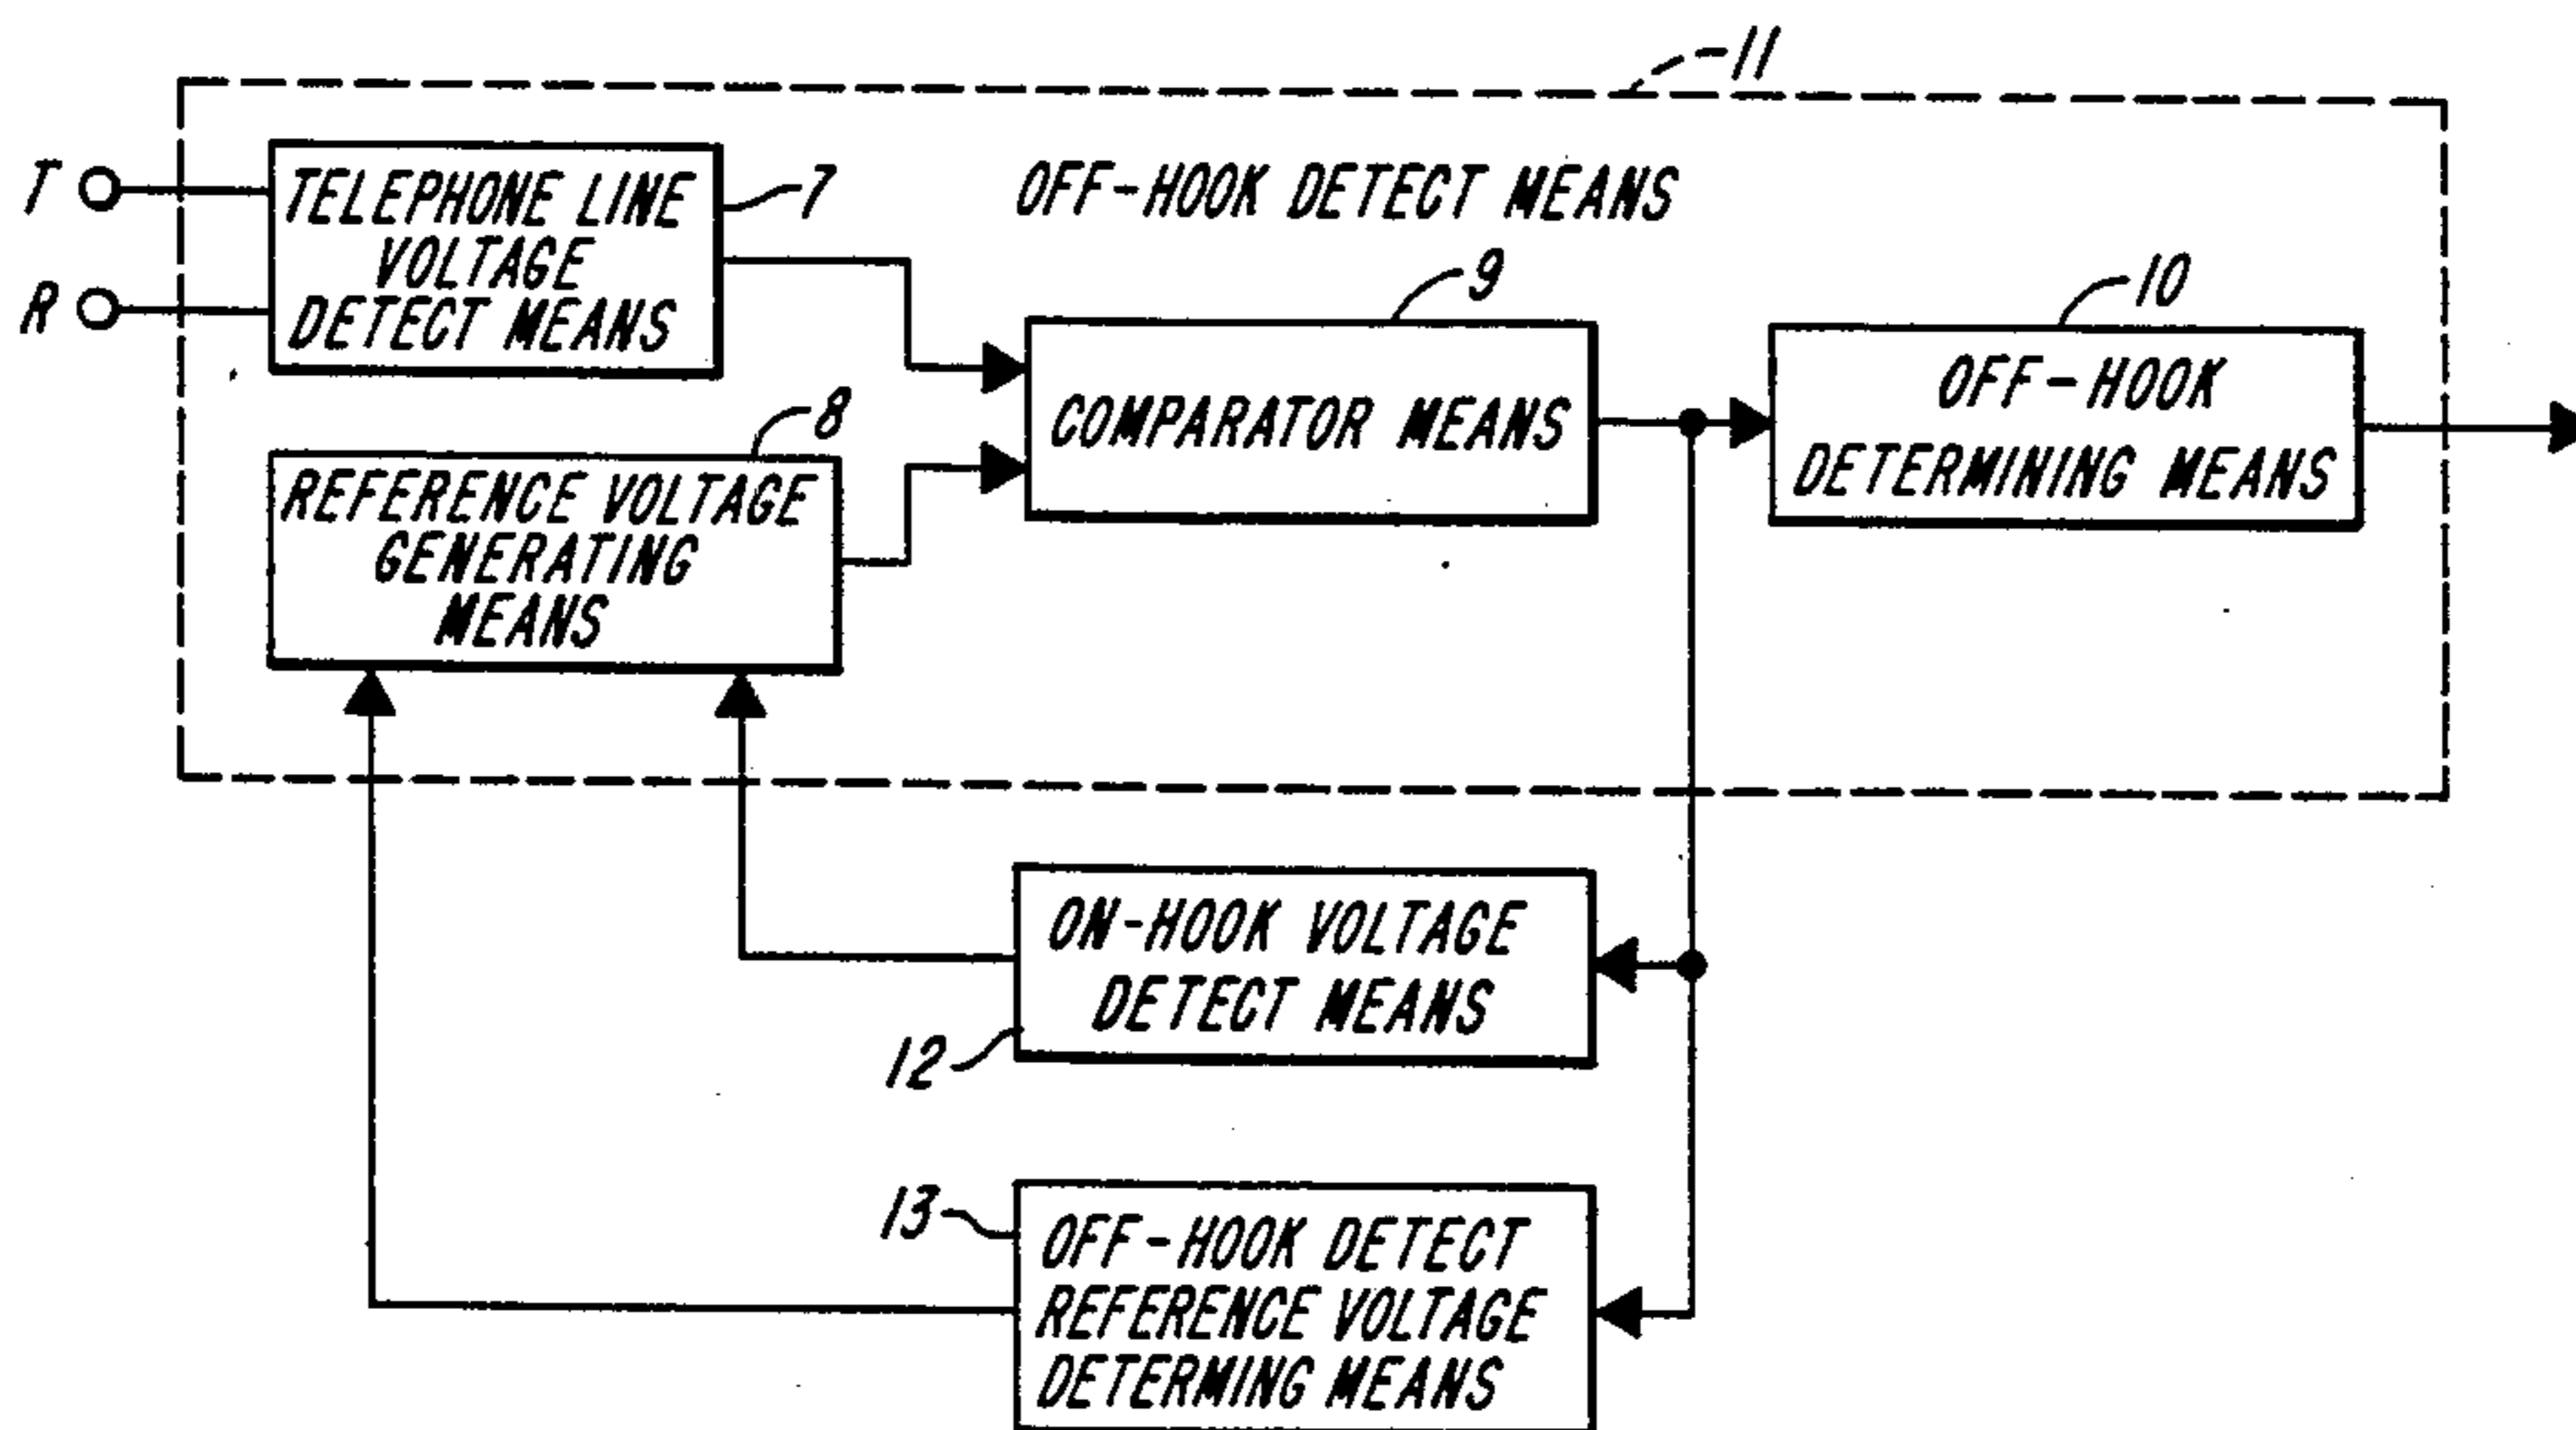 11
T
TELEPHONE LINE
VOLTAGE
DETECT MEANS
7
OFF-HOOK DETECT MEANS
R
8
REFERENCE VOLTAGE
GENERATING
MEANS
9
COMPARATOR MEANS
10
OFF-HOOK
DETERMINING MEANS
ON-HOOK VOLTAGE
DETECT MEANS
12
13
OFF-HOOK DETECT
REFERENCE VOLTAGE
DETERMING MEANS